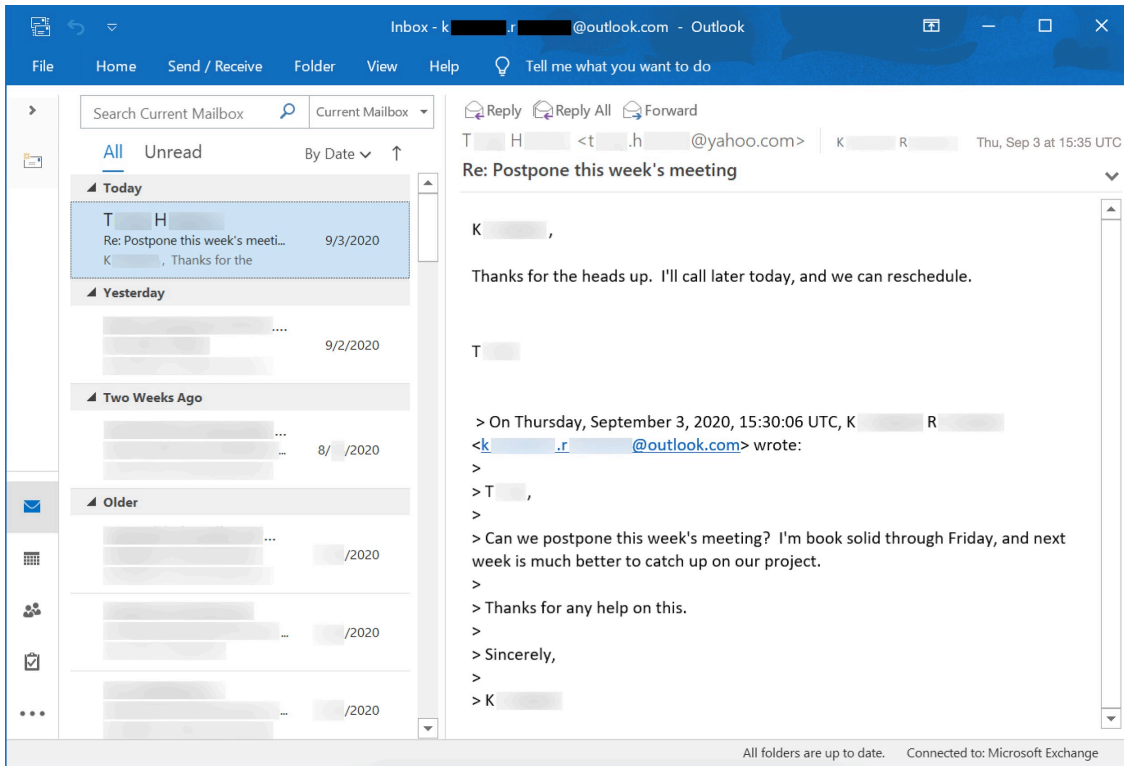 Inbox - k .r @outlook.com - Outlook
File Home Send / Receive Folder View Help Tell me what you want to do
Search Current Mailbox Current Mailbox
All Unread By Date
Today
T H
Re: Postpone this week's meeti... 9/3/2020
K , Thanks for the
Yesterday
....
9/2/2020
Two Weeks Ago
...
... 8/ /2020
Older
...
/2020
... /2020
... /2020
Reply Reply All Forward
T H <t .h @yahoo.com> K R Thu, Sep 3 at 15:35 UTC
Re: Postpone this week's meeting
K ,
Thanks for the heads up. I'll call later today, and we can reschedule.
T
> On Thursday, September 3, 2020, 15:30:06 UTC, K R
<k .r @outlook.com> wrote:
>
> T ,
>
> Can we postpone this week's meeting? I'm book solid through Friday, and next
week is much better to catch up on our project.
>
> Thanks for any help on this.
>
> Sincerely,
>
> K
All folders are up to date. Connected to: Microsoft Exchange